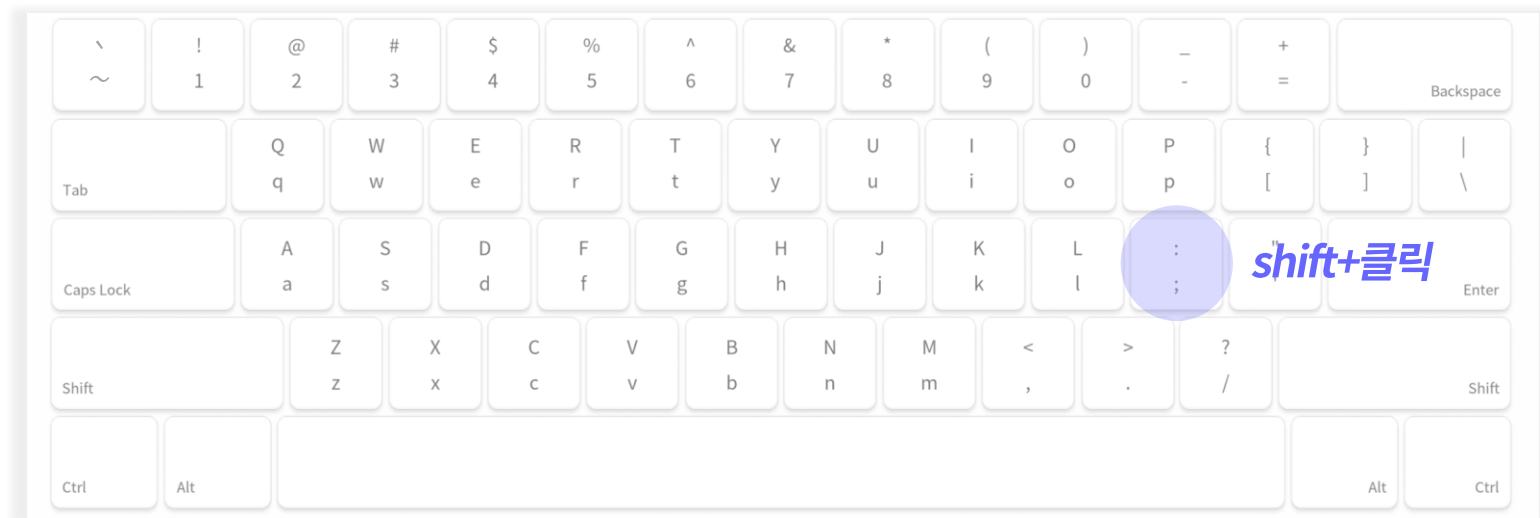 、 ! @ # $ % ^ & * ( ) _ +
~ 1 2 3 4 5 6 7 8 9 0 - = Backspace
Q W E R T Y U I O P { } |
Tab q w e r t y u i o p [ ] \
A S D F G H J K L : " shift+클릭
Caps Lock a s d f g h j k l ; ' Enter
Z X C V B N M < > ?
Shift z x c v b n m , . / Shift
Ctrl Alt Alt Ctrl